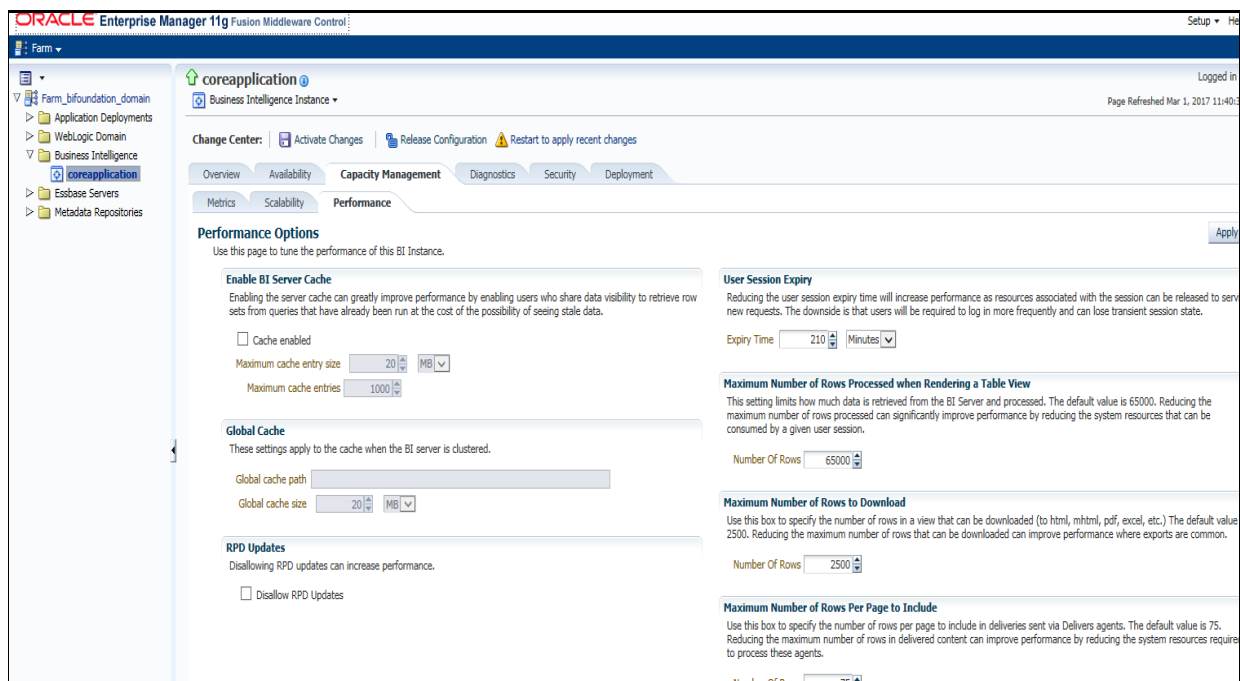 ORACLE Enterprise Manager 11g Fusion Middleware Control
Setup
Farm
Farm_bifoundation_domain
Application Deployments
WebLogic Domain
Business Intelligence
coreapplication
Essbase Servers
Metadata Repositories
coreapplication
Logged in
Business Intelligence Instance
Page Refreshed Mar 1, 2017 11:40:3
Change Center: Activate Changes Release Configuration Restart to apply recent changes
Overview Availability Capacity Management Diagnostics Security Deployment
Metrics Scalability Performance
Performance Options
Apply
Use this page to tune the performance of this BI Instance.
Enable BI Server Cache
Enabling the server cache can greatly improve performance by enabling users who share data visibility to retrieve row
sets from queries that have already been run at the cost of the possibility of seeing stale data.
Cache enabled
Maximum cache entry size 20 MB
Maximum cache entries 1000
Global Cache
These settings apply to the cache when the BI server is clustered.
Global cache path
Global cache size 20 MB
RPD Updates
Disallowing RPD updates can increase performance.
Disallow RPD Updates
User Session Expiry
Reducing the user session expiry time will increase performance as resources associated with the session can be released to serv
new requests. The downside is that users will be required to log in more frequently and can lose transient session state.
Expiry Time 210 Minutes
Maximum Number of Rows Processed when Rendering a Table View
This setting limits how much data is retrieved from the BI Server and processed. The default value is 65000. Reducing the
maximum number of rows processed can significantly improve performance by reducing the system resources that can be
consumed by a given user session.
Number Of Rows 65000
Maximum Number of Rows to Download
Use this box to specify the number of rows in a view that can be downloaded (to html, mhtml, pdf, excel, etc.) The default value
2500. Reducing the maximum number of rows that can be downloaded can improve performance where exports are common.
Number Of Rows 2500
Maximum Number of Rows Per Page to Include
Use this box to specify the number of rows per page to include in deliveries sent via Delivers agents. The default value is 75.
Reducing the maximum number of rows in delivered content can improve performance by reducing the system resources require
to process these agents.